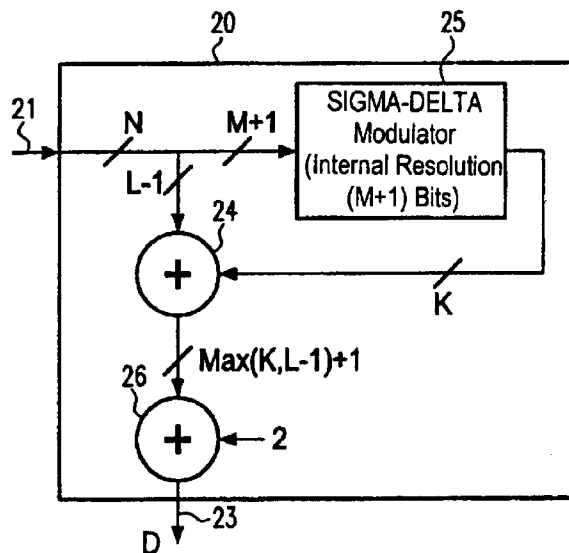 20
25
21
N
M+1
SIGMA-DELTA
Modulator
(internal Resolution
(M+1) Bits)
L-1
24
+
K
Max(K,L-1)+1
26
+
2
23
D